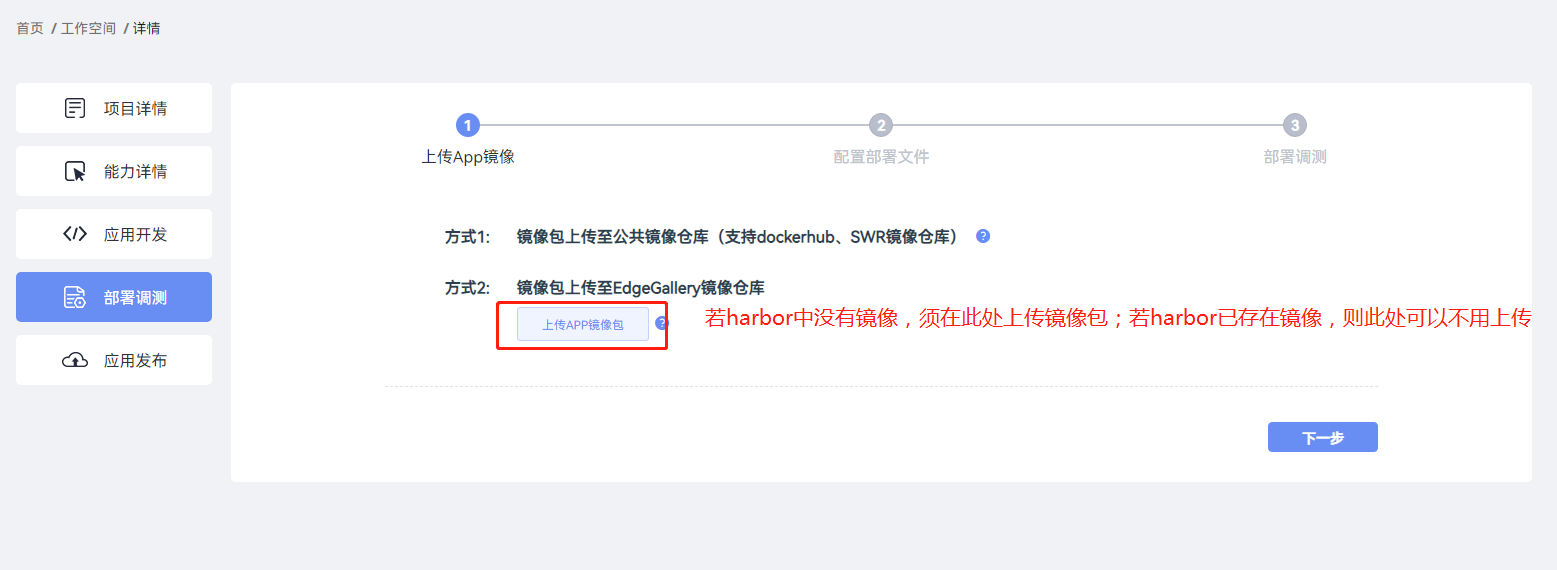 首页 / 工作空间 / 详情
项目详情
能力详情
应用开发
部署调测
应用发布
1
2
3
上传App镜像
配置部署文件
部署调测
方式1: 镜像包上传至公共镜像仓库（支持dockerhub、SWR镜像仓库） ?
方式2: 镜像包上传至EdgeGallery镜像仓库
上传APP镜像包 ?
若harbor中没有镜像，须在此处上传镜像包；若harbor已存在镜像，则此处可以不用上传
下一步